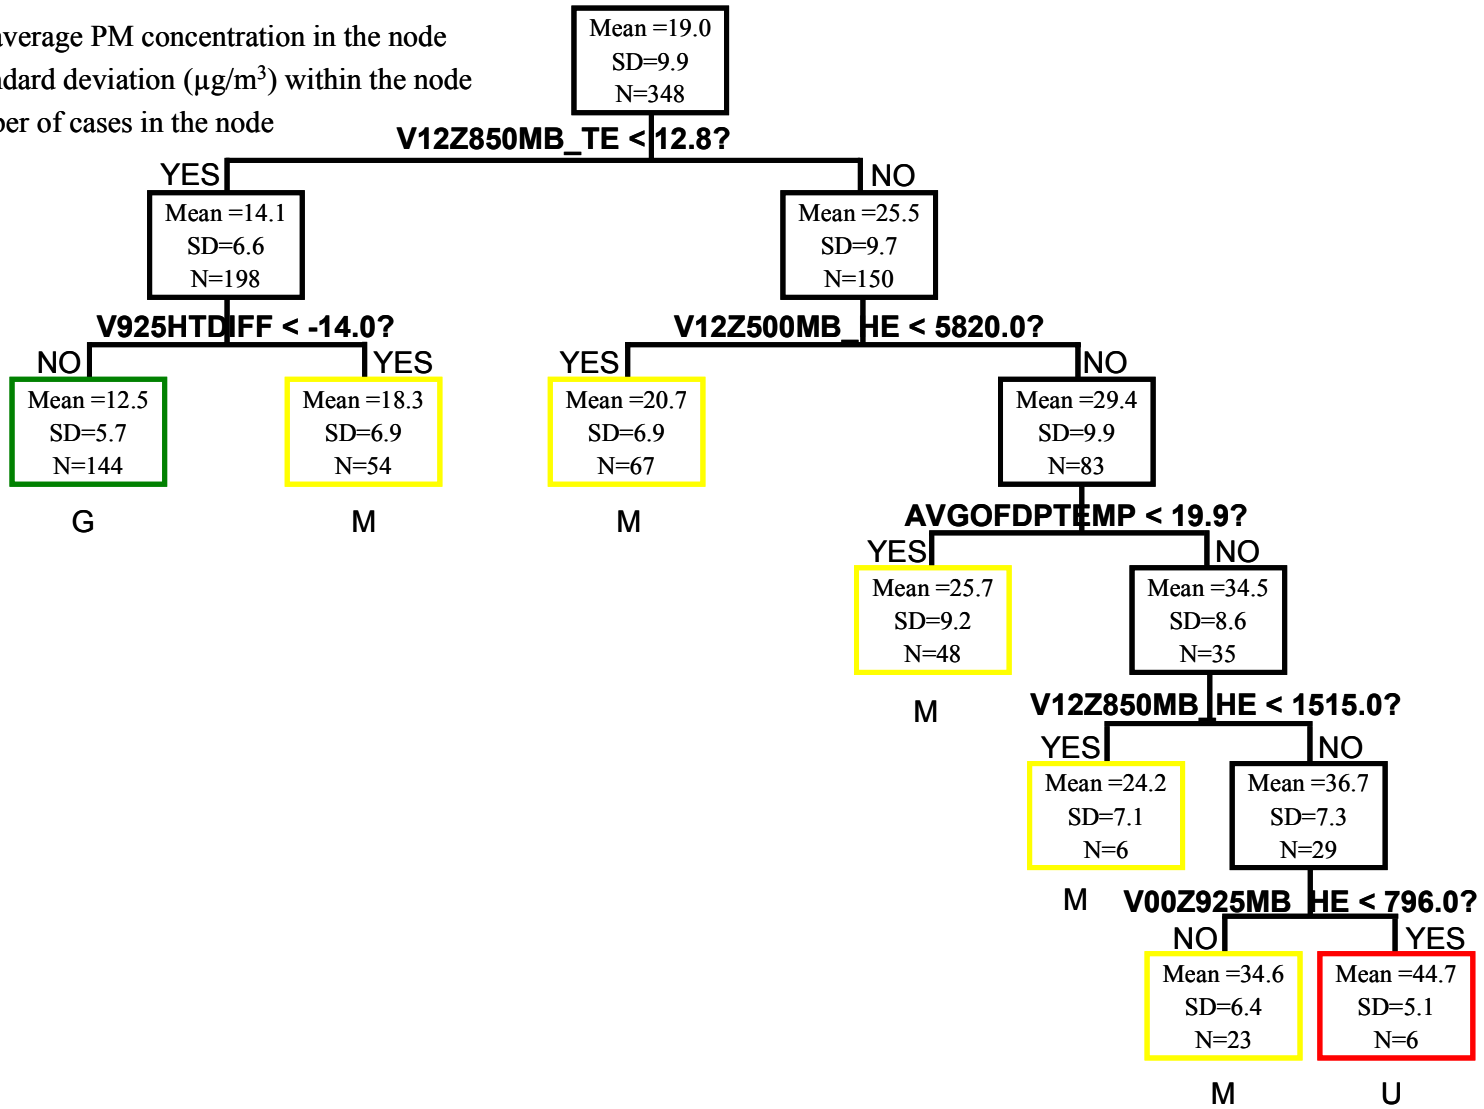 average PM concentration in the node
ndard deviation (µg/m³) within the node
ber of cases in the node
Mean =19.0
SD=9.9
N=348
V12Z850MB_TE < 12.8?
YES
NO
Mean =14.1
SD=6.6
N=198
Mean =25.5
SD=9.7
N=150
V925HTDIFF < -14.0?
V12Z500MB_HE < 5820.0?
NO
YES
YES
NO
Mean =12.5
SD=5.7
N=144
G
Mean =18.3
SD=6.9
N=54
M
Mean =20.7
SD=6.9
N=67
M
Mean =29.4
SD=9.9
N=83
AVGOFDPTEMP < 19.9?
YES
NO
Mean =25.7
SD=9.2
N=48
M
Mean =34.5
SD=8.6
N=35
V12Z850MB_HE < 1515.0?
YES
NO
Mean =24.2
SD=7.1
N=6
M
Mean =36.7
SD=7.3
N=29
V00Z925MB_HE < 796.0?
NO
YES
Mean =34.6
SD=6.4
N=23
M
Mean =44.7
SD=5.1
N=6
U